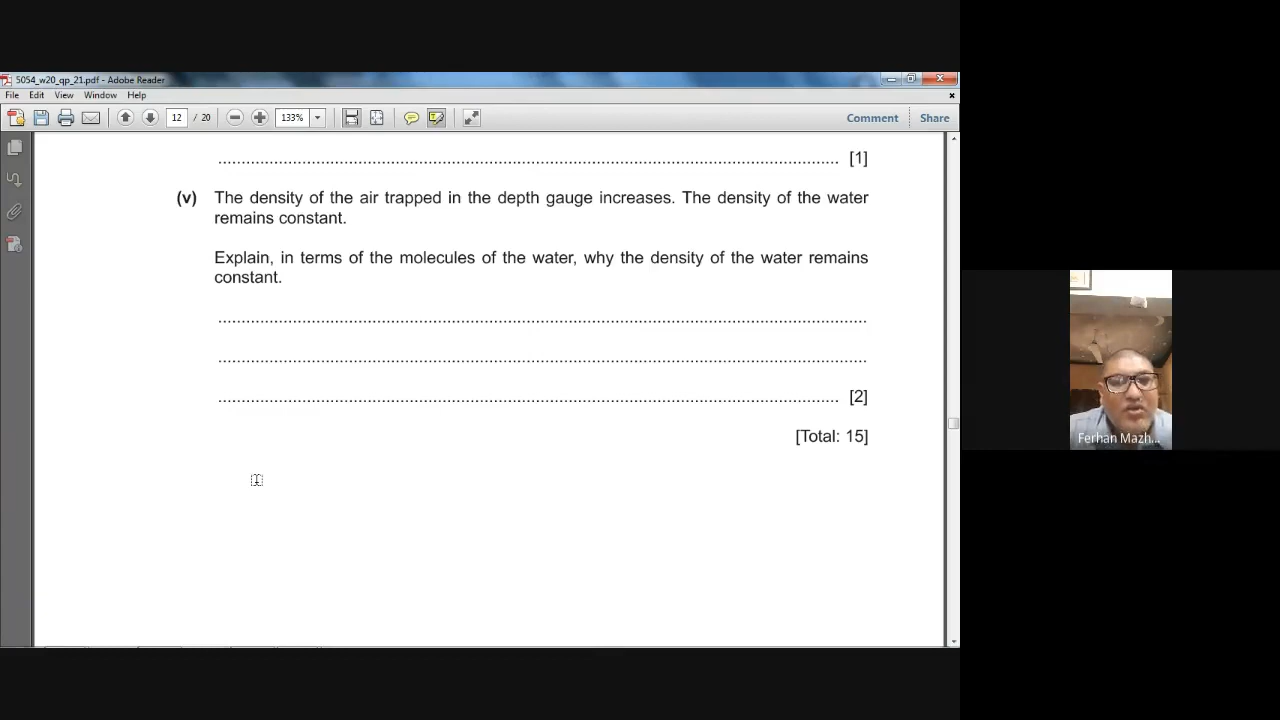 5054_w20_qp_21.pdf - Adobe Reader
File Edit View Window Help
12 / 20 133% Comment Share
.......................................................................................................................................... [1]
(v) The density of the air trapped in the depth gauge increases. The density of the water
remains constant.
Explain, in terms of the molecules of the water, why the density of the water remains
constant.
..........................................................................................................................................
..........................................................................................................................................
.......................................................................................................................................... [2]
[Total: 15]
Ferhan Mazh...